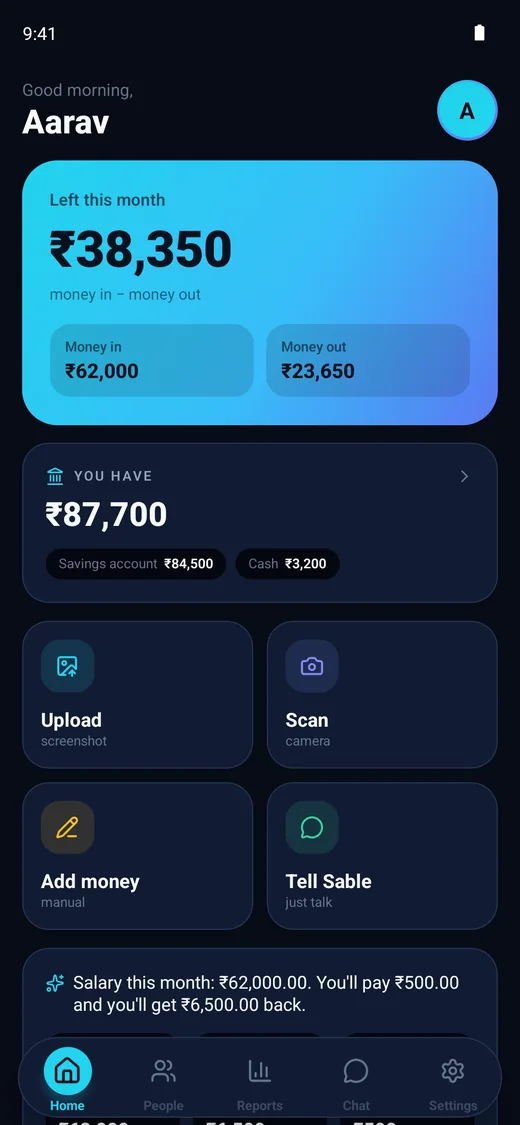 9:41
Good morning,
Aarav
A
Left this month
₹38,350
money in – money out
Money in
₹62,000
Money out
₹23,650
YOU HAVE
₹87,700
Savings account ₹84,500
Cash ₹3,200
Upload
screenshot
Scan
camera
Add money
manual
Tell Sable
just talk
Salary this month: ₹62,000.00. You'll pay ₹500.00
and you'll get ₹6,500.00 back.
Home
People
Reports
Chat
Settings